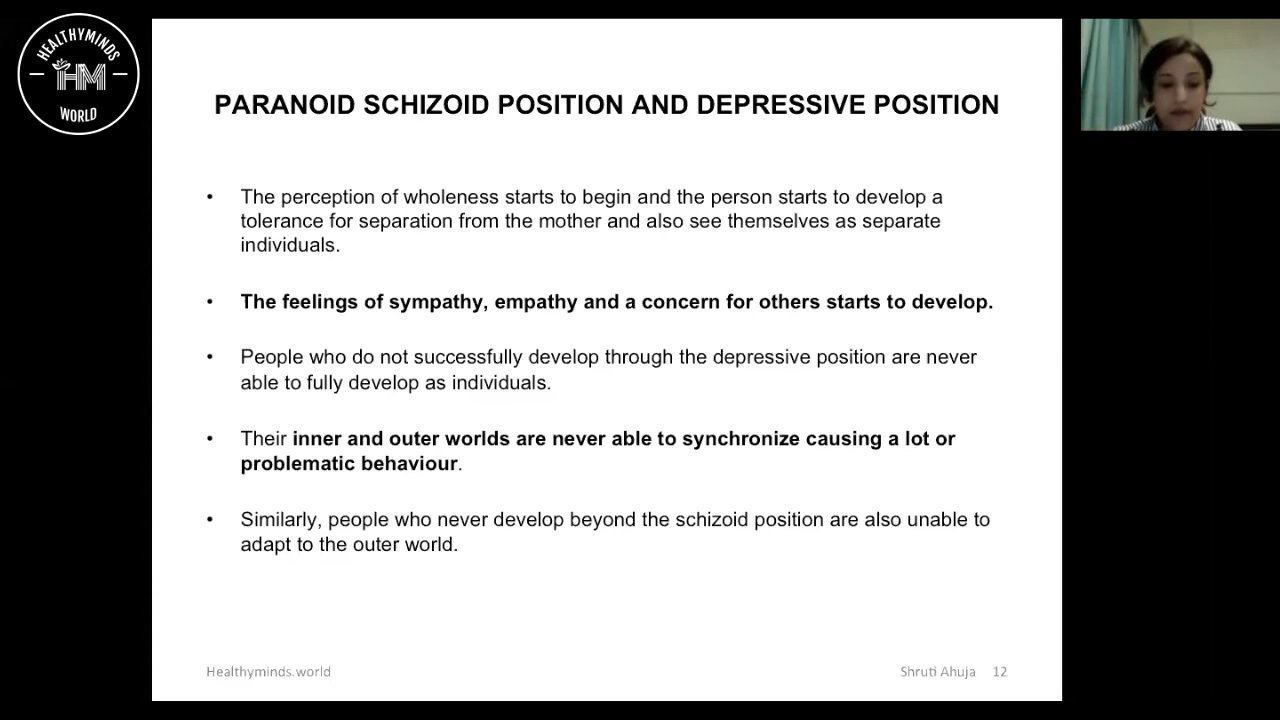 HEALTHYMINDS
HM
WORLD
PARANOID SCHIZOID POSITION AND DEPRESSIVE POSITION
• The perception of wholeness starts to begin and the person starts to develop a
tolerance for separation from the mother and also see themselves as separate
individuals.
• The feelings of sympathy, empathy and a concern for others starts to develop.
• People who do not successfully develop through the depressive position are never
able to fully develop as individuals.
• Their inner and outer worlds are never able to synchronize causing a lot or
problematic behaviour.
• Similarly, people who never develop beyond the schizoid position are also unable to
adapt to the outer world.
Healthyminds.world
Shruti Ahuja 12